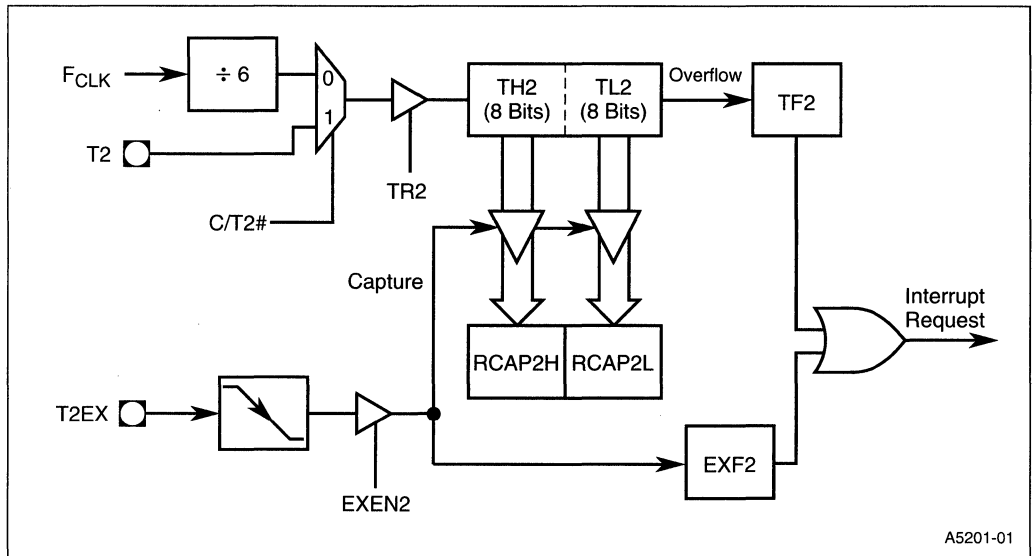 FCLK
÷ 6
0
1
T2
C/T2#
TR2
TH2
(8 Bits)
TL2
(8 Bits)
Overflow
TF2
Capture
RCAP2H
RCAP2L
Interrupt
Request
T2EX
EXEN2
EXF2
A5201-01